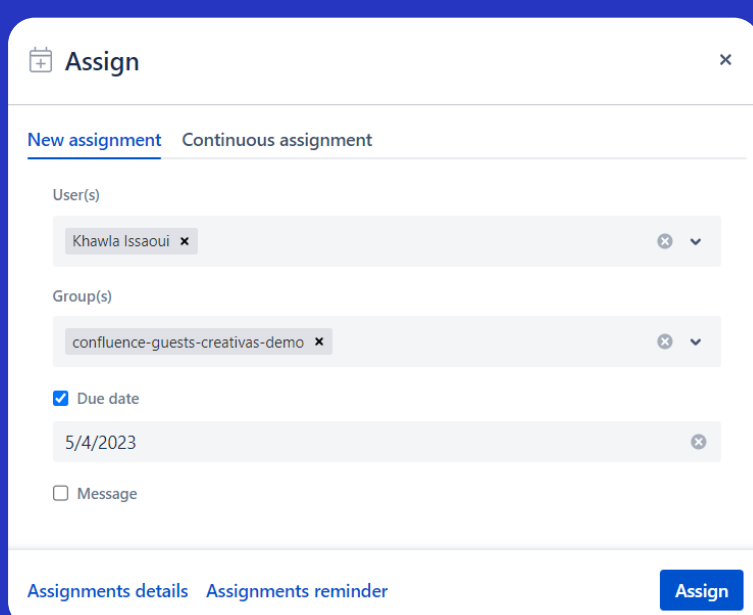 Assign
New assignment Continuous assignment
User(s)
Khawla Issaoui
Group(s)
confluence-guests-creativas-demo
Due date
5/4/2023
Message
Assignments details Assignments reminder Assign